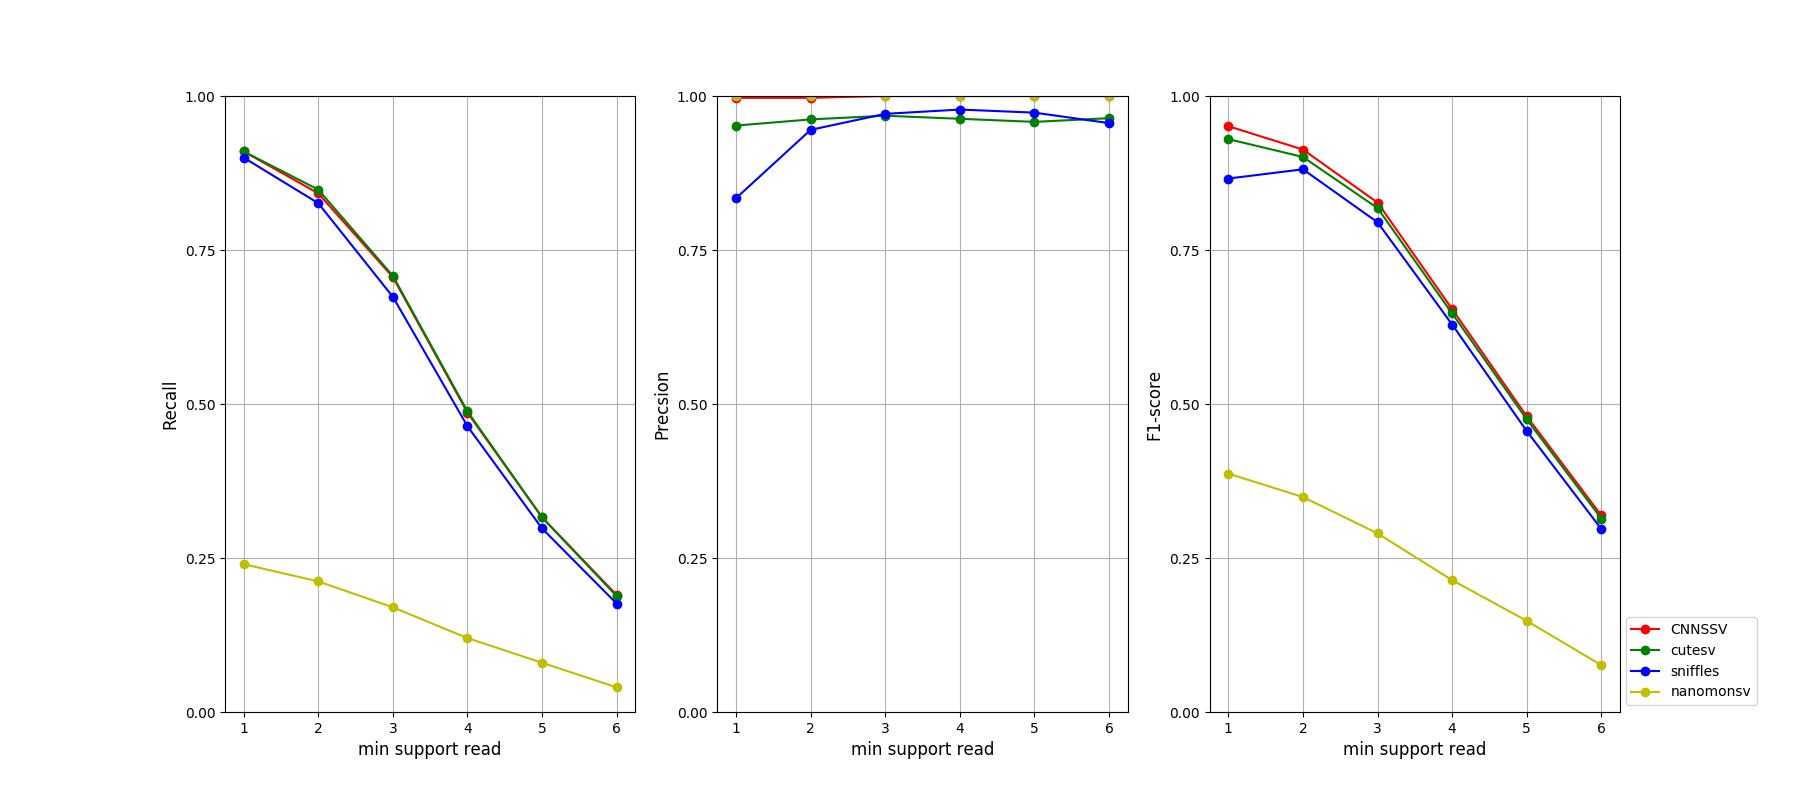 1.00
0.75
0.50
0.25
0.00
Recall
1 2 3 4 5 6
min support read
1.00
0.75
0.50
0.25
0.00
Precsion
1 2 3 4 5 6
min support read
1.00
0.75
0.50
0.25
0.00
F1-score
1 2 3 4 5 6
min support read
CNNSSV
cutesv
sniffles
nanomonsv